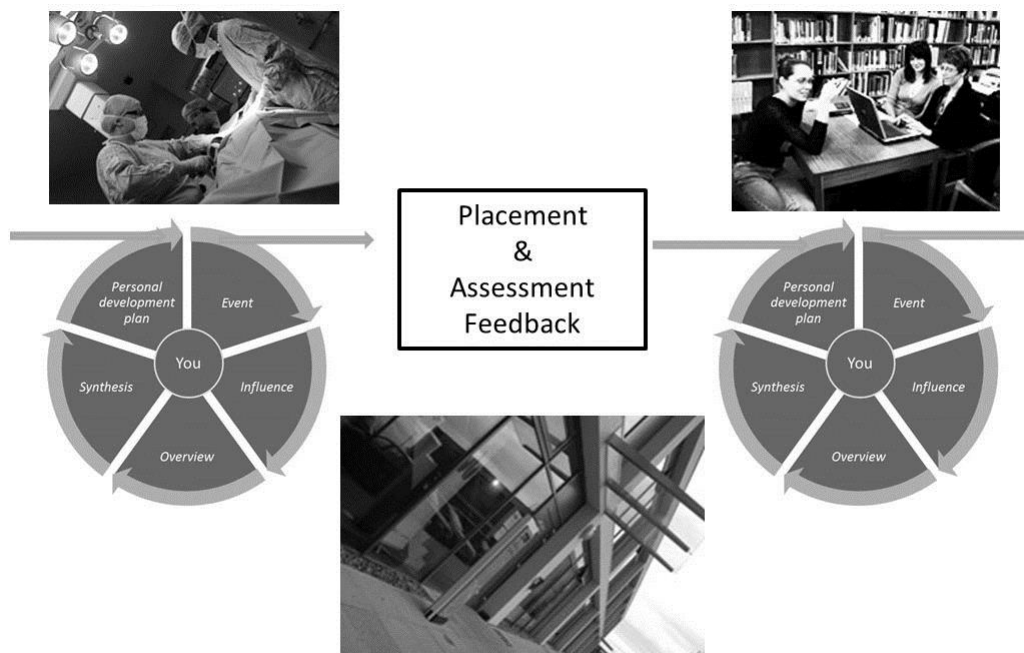 Placement
&
Assessment
Feedback
Personal
development
plan
Event
You
Synthesis
Influence
Overview
Personal
development
plan
Event
You
Synthesis
Influence
Overview